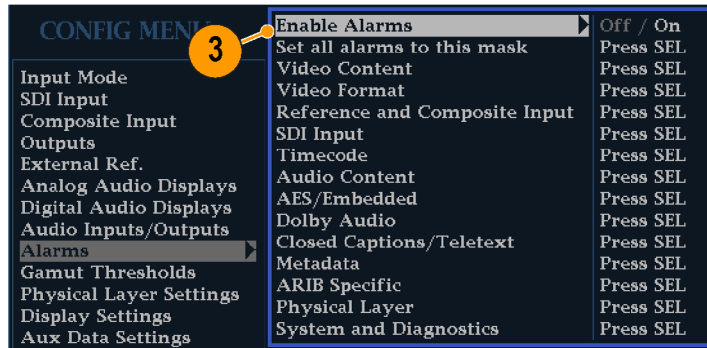 CONFIG MEN
3
Input Mode
SDI Input
Composite Input
Outputs
External Ref.
Analog Audio Displays
Digital Audio Displays
Audio Inputs/Outputs
Alarms
Gamut Thresholds
Physical Layer Settings
Display Settings
Aux Data Settings
Enable Alarms Off / On
Set all alarms to this mask Press SEL
Video Content Press SEL
Video Format Press SEL
Reference and Composite Input Press SEL
SDI Input Press SEL
Timecode Press SEL
Audio Content Press SEL
AES/Embedded Press SEL
Dolby Audio Press SEL
Closed Captions/Teletext Press SEL
Metadata Press SEL
ARIB Specific Press SEL
Physical Layer Press SEL
System and Diagnostics Press SEL